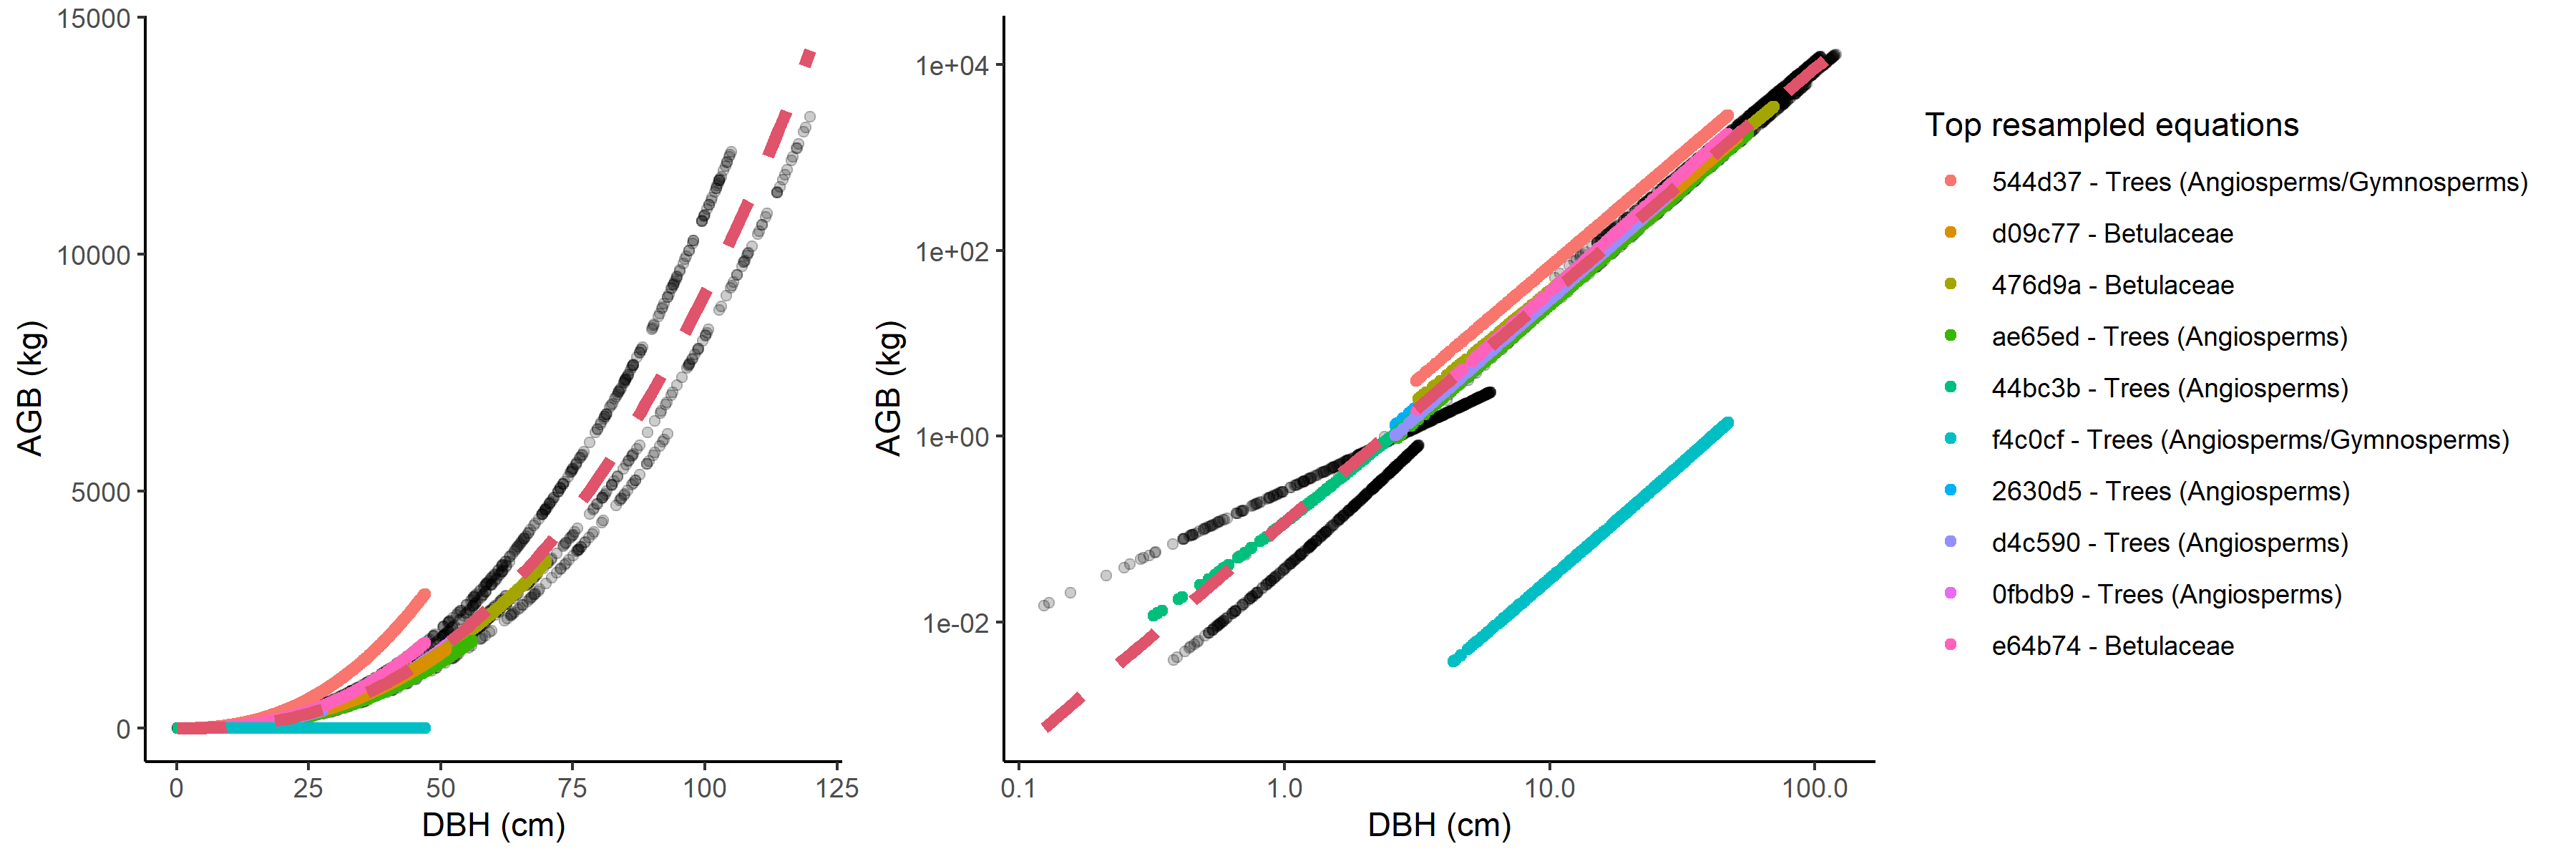 15000
10000
5000
0
AGB (kg)
0
25
50
75
100
125
DBH (cm)
1e+04
1e+02
1e+00
1e-02
AGB (kg)
0.1
1.0
10.0
100.0
DBH (cm)
Top resampled equations
544d37 - Trees (Angiosperms/Gymnosperms)
d09c77 - Betulaceae
476d9a - Betulaceae
ae65ed - Trees (Angiosperms)
44bc3b - Trees (Angiosperms)
f4c0cf - Trees (Angiosperms/Gymnosperms)
2630d5 - Trees (Angiosperms)
d4c590 - Trees (Angiosperms)
0fbdb9 - Trees (Angiosperms)
e64b74 - Betulaceae